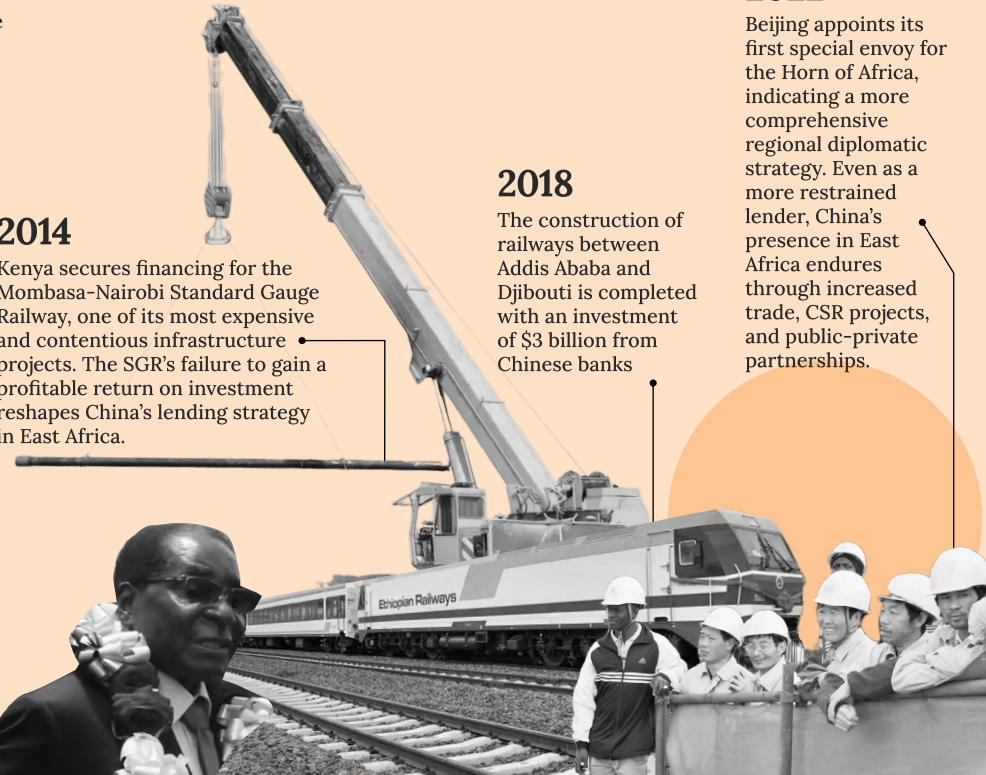 2014
Kenya secures financing for the
Mombasa-Nairobi Standard Gauge
Railway, one of its most expensive
and contentious infrastructure
projects. The SGR's failure to gain a
profitable return on investment
reshapes China's lending strategy
in East Africa.
2018
The construction of
railways between
Addis Ababa and
Djibouti is completed
with an investment
of $3 billion from
Chinese banks
Beijing appoints its
first special envoy for
the Horn of Africa,
indicating a more
comprehensive
regional diplomatic
strategy. Even as a
more restrained
lender, China's
presence in East
Africa endures
through increased
trade, CSR projects,
and public-private
partnerships.
Ethiopian Railways